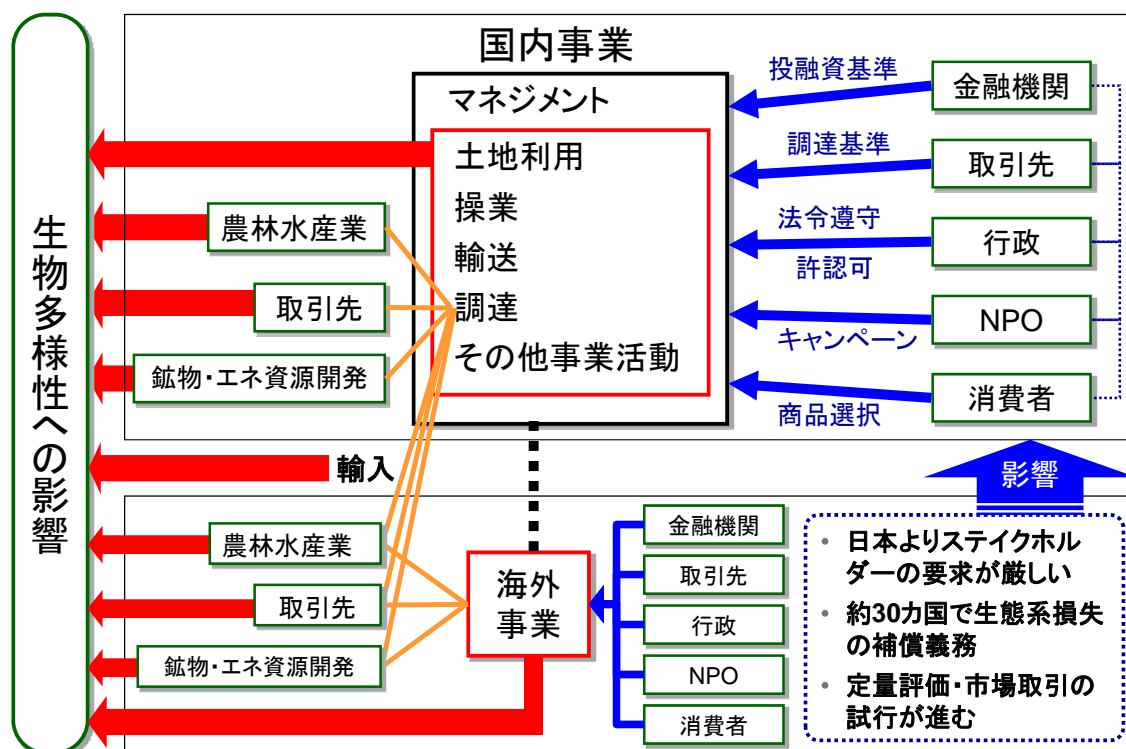 生物多様性への影響
国内事業
マネジメント
土地利用
操業
輸送
調達
その他事業活動
農林水産業
取引先
鉱物・エネ資源開発
投融資基準
金融機関
調達基準
取引先
法令遵守
許認可
行政
キャンペーン
NPO
商品選択
消費者
輸入
農林水産業
取引先
鉱物・エネ資源開発
海外
事業
金融機関
取引先
行政
NPO
消費者
影響
• 日本よりステイクホル
ダーの要求が厳しい
• 約30カ国で生態系損失
の補償義務
• 定量評価・市場取引の
試行が進む